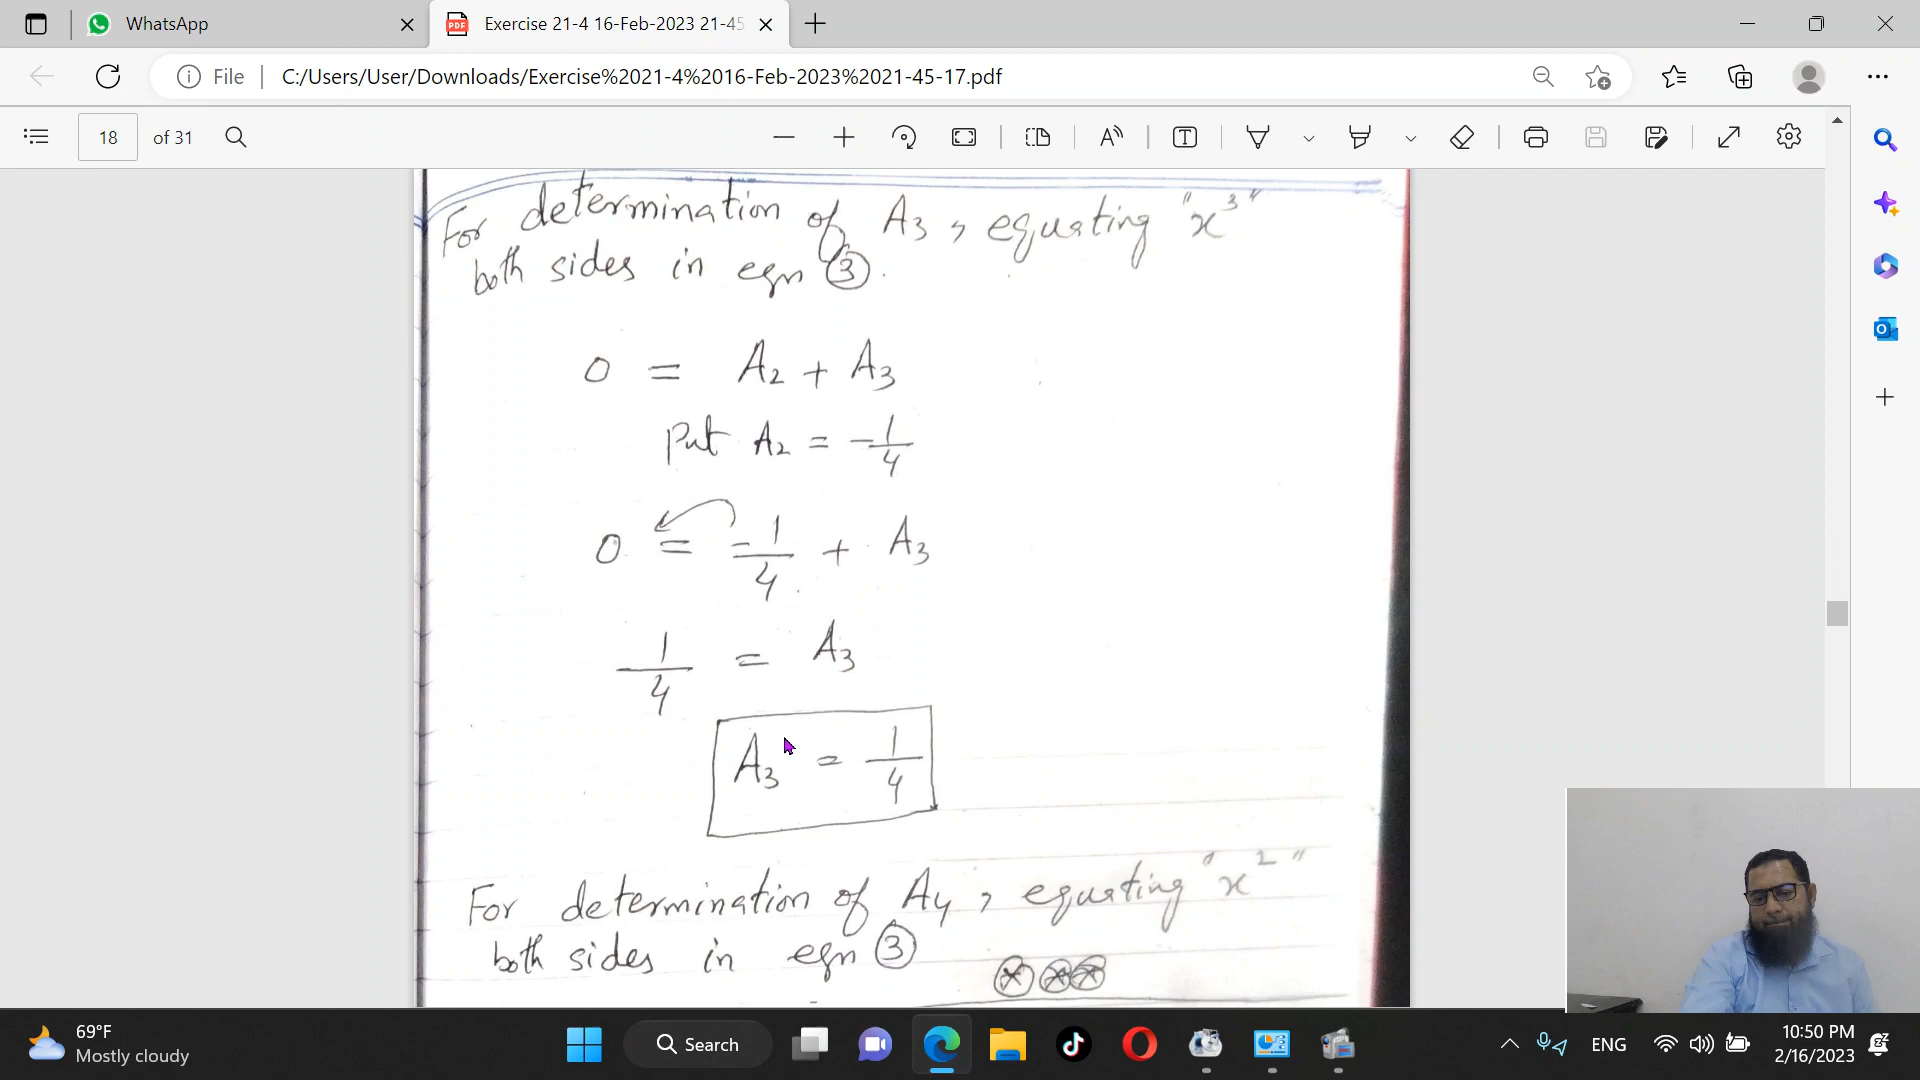 WhatsApp
Exercise 21-4 16-Feb-2023 21-45
File
C:/Users/User/Downloads/Exercise%2021-4%2016-Feb-2023%2021-45-17.pdf
18 of 31
For determination of A3, equating "x^3"
both sides in eqn ③.
0 = A2 + A3
Put A2 = -1/4
0 = -1/4 + A3
1/4 = A3
A3 = 1/4
For determination of A4, equating "x^2"
both sides in eqn ③
69°F
Mostly cloudy
Search
ENG
10:50 PM
2/16/2023